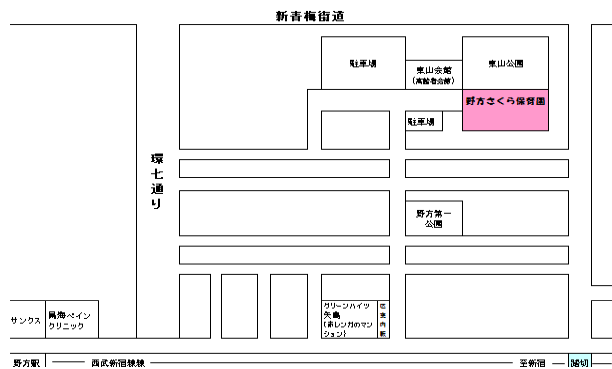 新青梅街道
駐車場
東山会館
(高齢者会館)
東山公園
野方さくら保育園
駐車場
環七通り
野方第一
公園
サンクス
鳥海ペイン
クリニック
グリーンハイツ
矢島
(赤レンガのマン
ション)
野方駅
西武新宿線線
至新宿
踏切